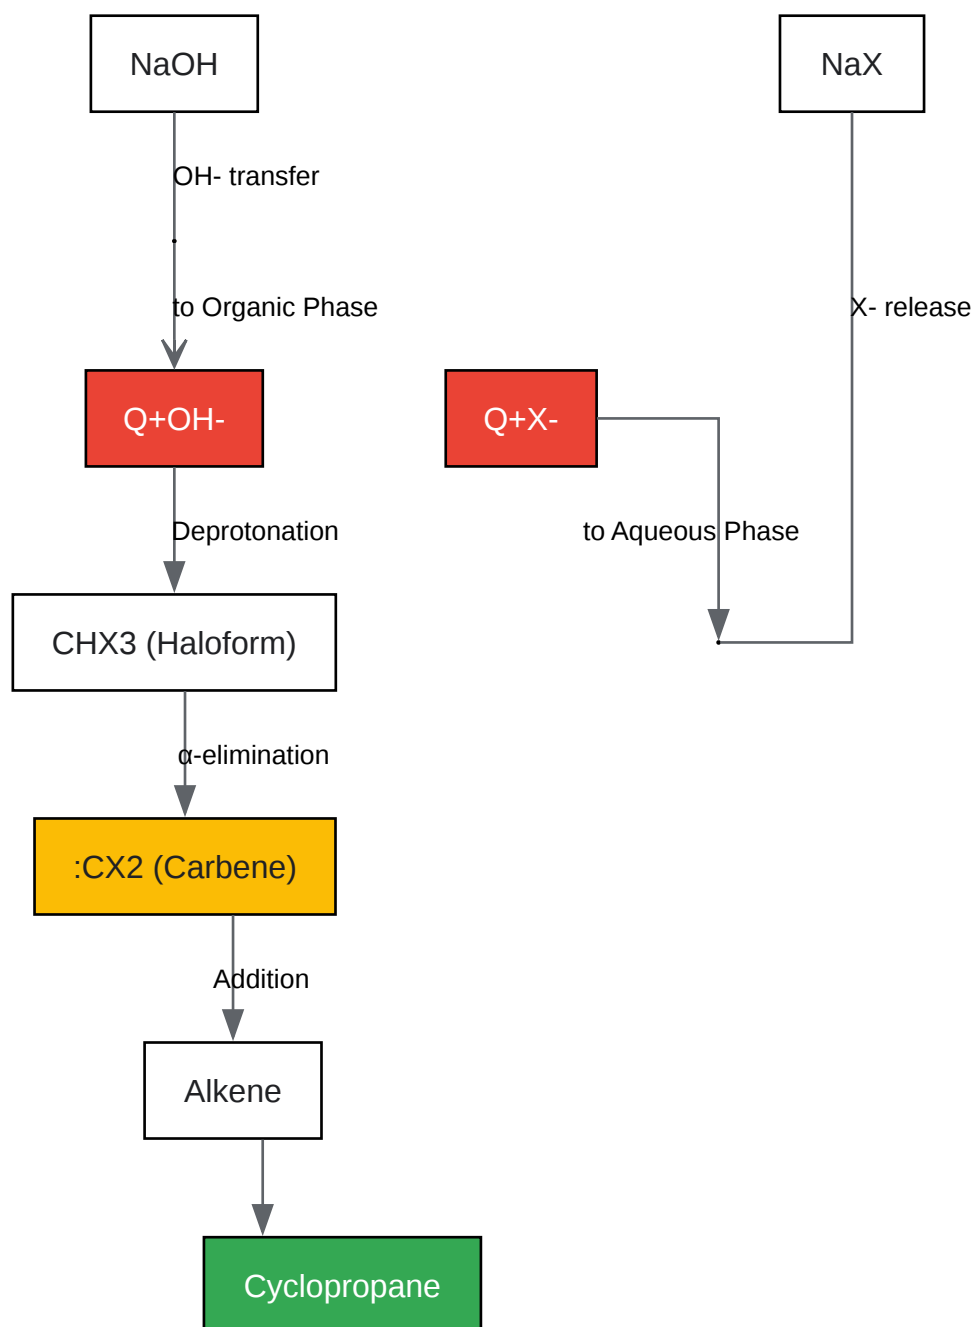 NaOH
NaX
OH- transfer
to Organic Phase
X- release
Q+OH-
Q+X-
Deprotonation
to Aqueous Phase
CHX3 (Haloform)
α-elimination
:CX2 (Carbene)
Addition
Alkene
Cyclopropane